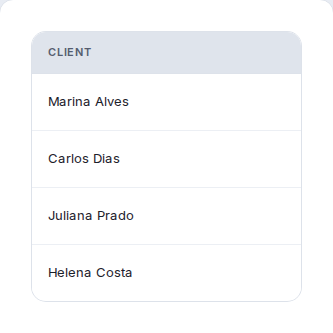 CLIENT
Marina Alves
Carlos Dias
Juliana Prado
Helena Costa